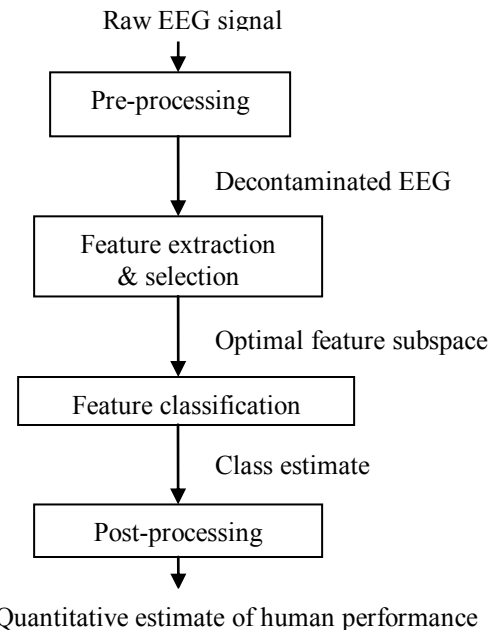 Raw EEG signal
Pre-processing
Decontaminated EEG
Feature extraction
& selection
Optimal feature subspace
Feature classification
Class estimate
Post-processing
Quantitative estimate of human performance